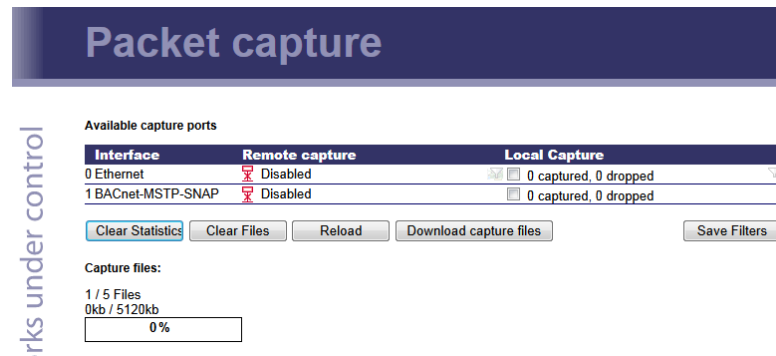 Packet capture
rks under control
Available capture ports
Interface Remote capture Local Capture
0 Ethernet Disabled 0 captured, 0 dropped
1 BACnet-MSTP-SNAP Disabled 0 captured, 0 dropped
Clear Statistics Clear Files Reload Download capture files Save Filters
Capture files:
1 / 5 Files
0kb / 5120kb
0%